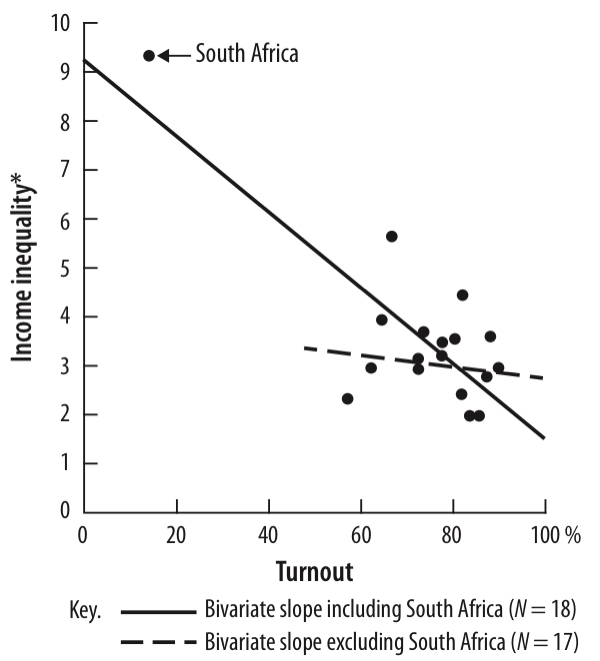 10
9
8
7
6
5
4
3
2
1
0
Income inequality*
South Africa
0 20 40 60 80 100 %
Turnout
Key. Bivariate slope including South Africa (N = 18)
Bivariate slope excluding South Africa (N = 17)